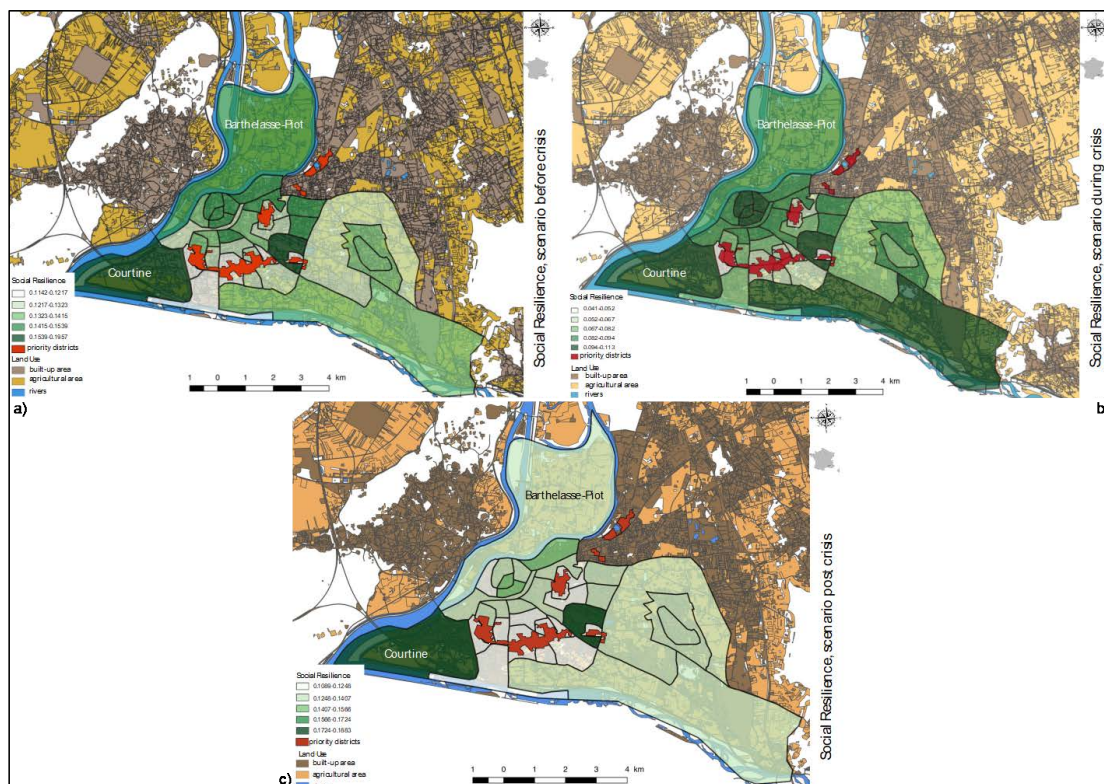 Barthelasse-Piot
Courtine
Social Resilience
0.1142-0.1217
0.1217-0.1323
0.1323-0.1415
0.1415-0.1539
0.1539-0.1957
priority districts
Land Use
built-up area
agricultural area
rivers
1 0 1 2 3 4 km
a)
Social Resilience, scenario before crisis
Barthelasse-Piot
Courtine
Social Resilience
0.041-0.052
0.052-0.067
0.067-0.082
0.082-0.094
0.094-0.113
priority districts
Land Use
built-up area
agricultural area
rivers
1 0 1 2 3 4 km
b
Social Resilience, scenario during crisis
Barthelasse-Piot
Courtine
Social Resilience
0.1089-0.1248
0.1248-0.1407
0.1407-0.1566
0.1566-0.1724
0.1724-0.1883
priority districts
Land Use
built-up area
agricultural area
1 0 1 2 3 4 km
c)
Social Resilience, scenario post crisis